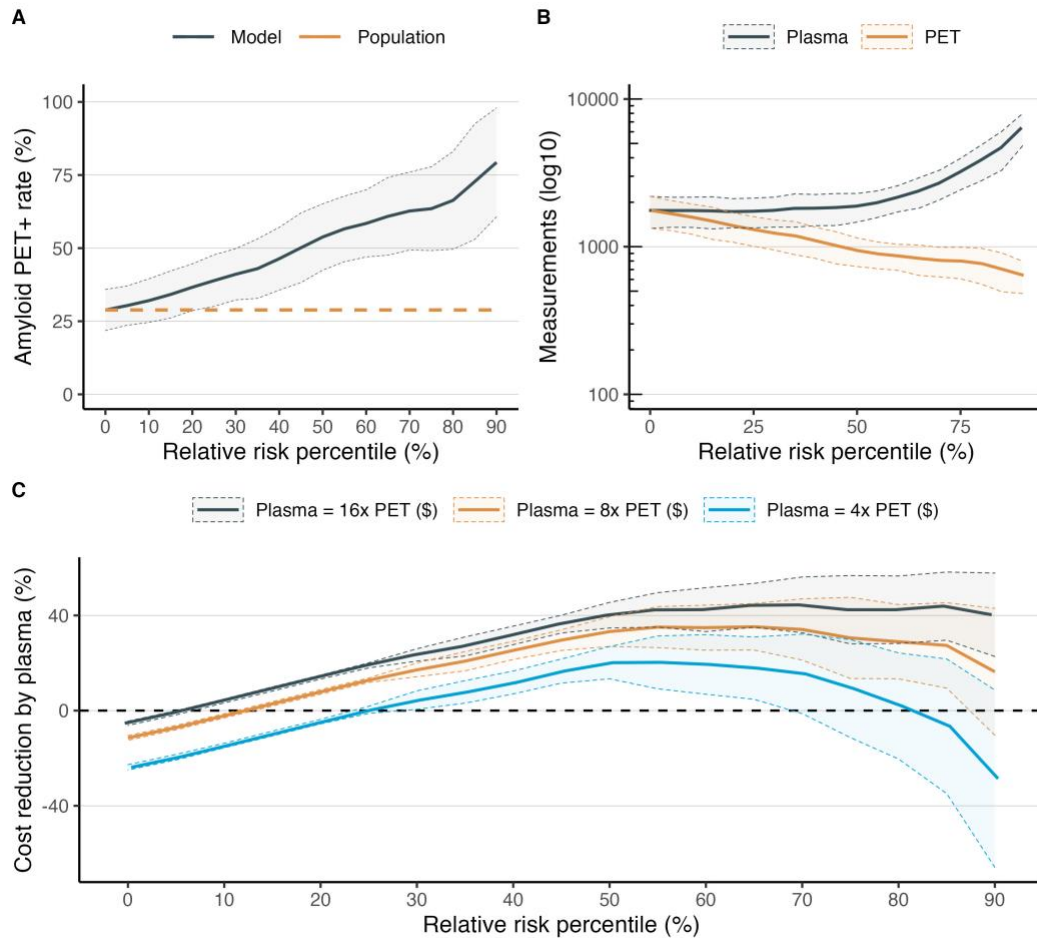 A
Model Population
Amyloid PET+ rate (%)
100
75
50
25
0
0 10 20 30 40 50 60 70 80 90
Relative risk percentile (%)
B
Plasma PET
Measurements (log10)
10000
1000
100
0 25 50 75
Relative risk percentile (%)
C
Plasma = 16x PET ($) Plasma = 8x PET ($) Plasma = 4x PET ($)
Cost reduction by plasma (%)
40
0
-40
0 10 20 30 40 50 60 70 80 90
Relative risk percentile (%)